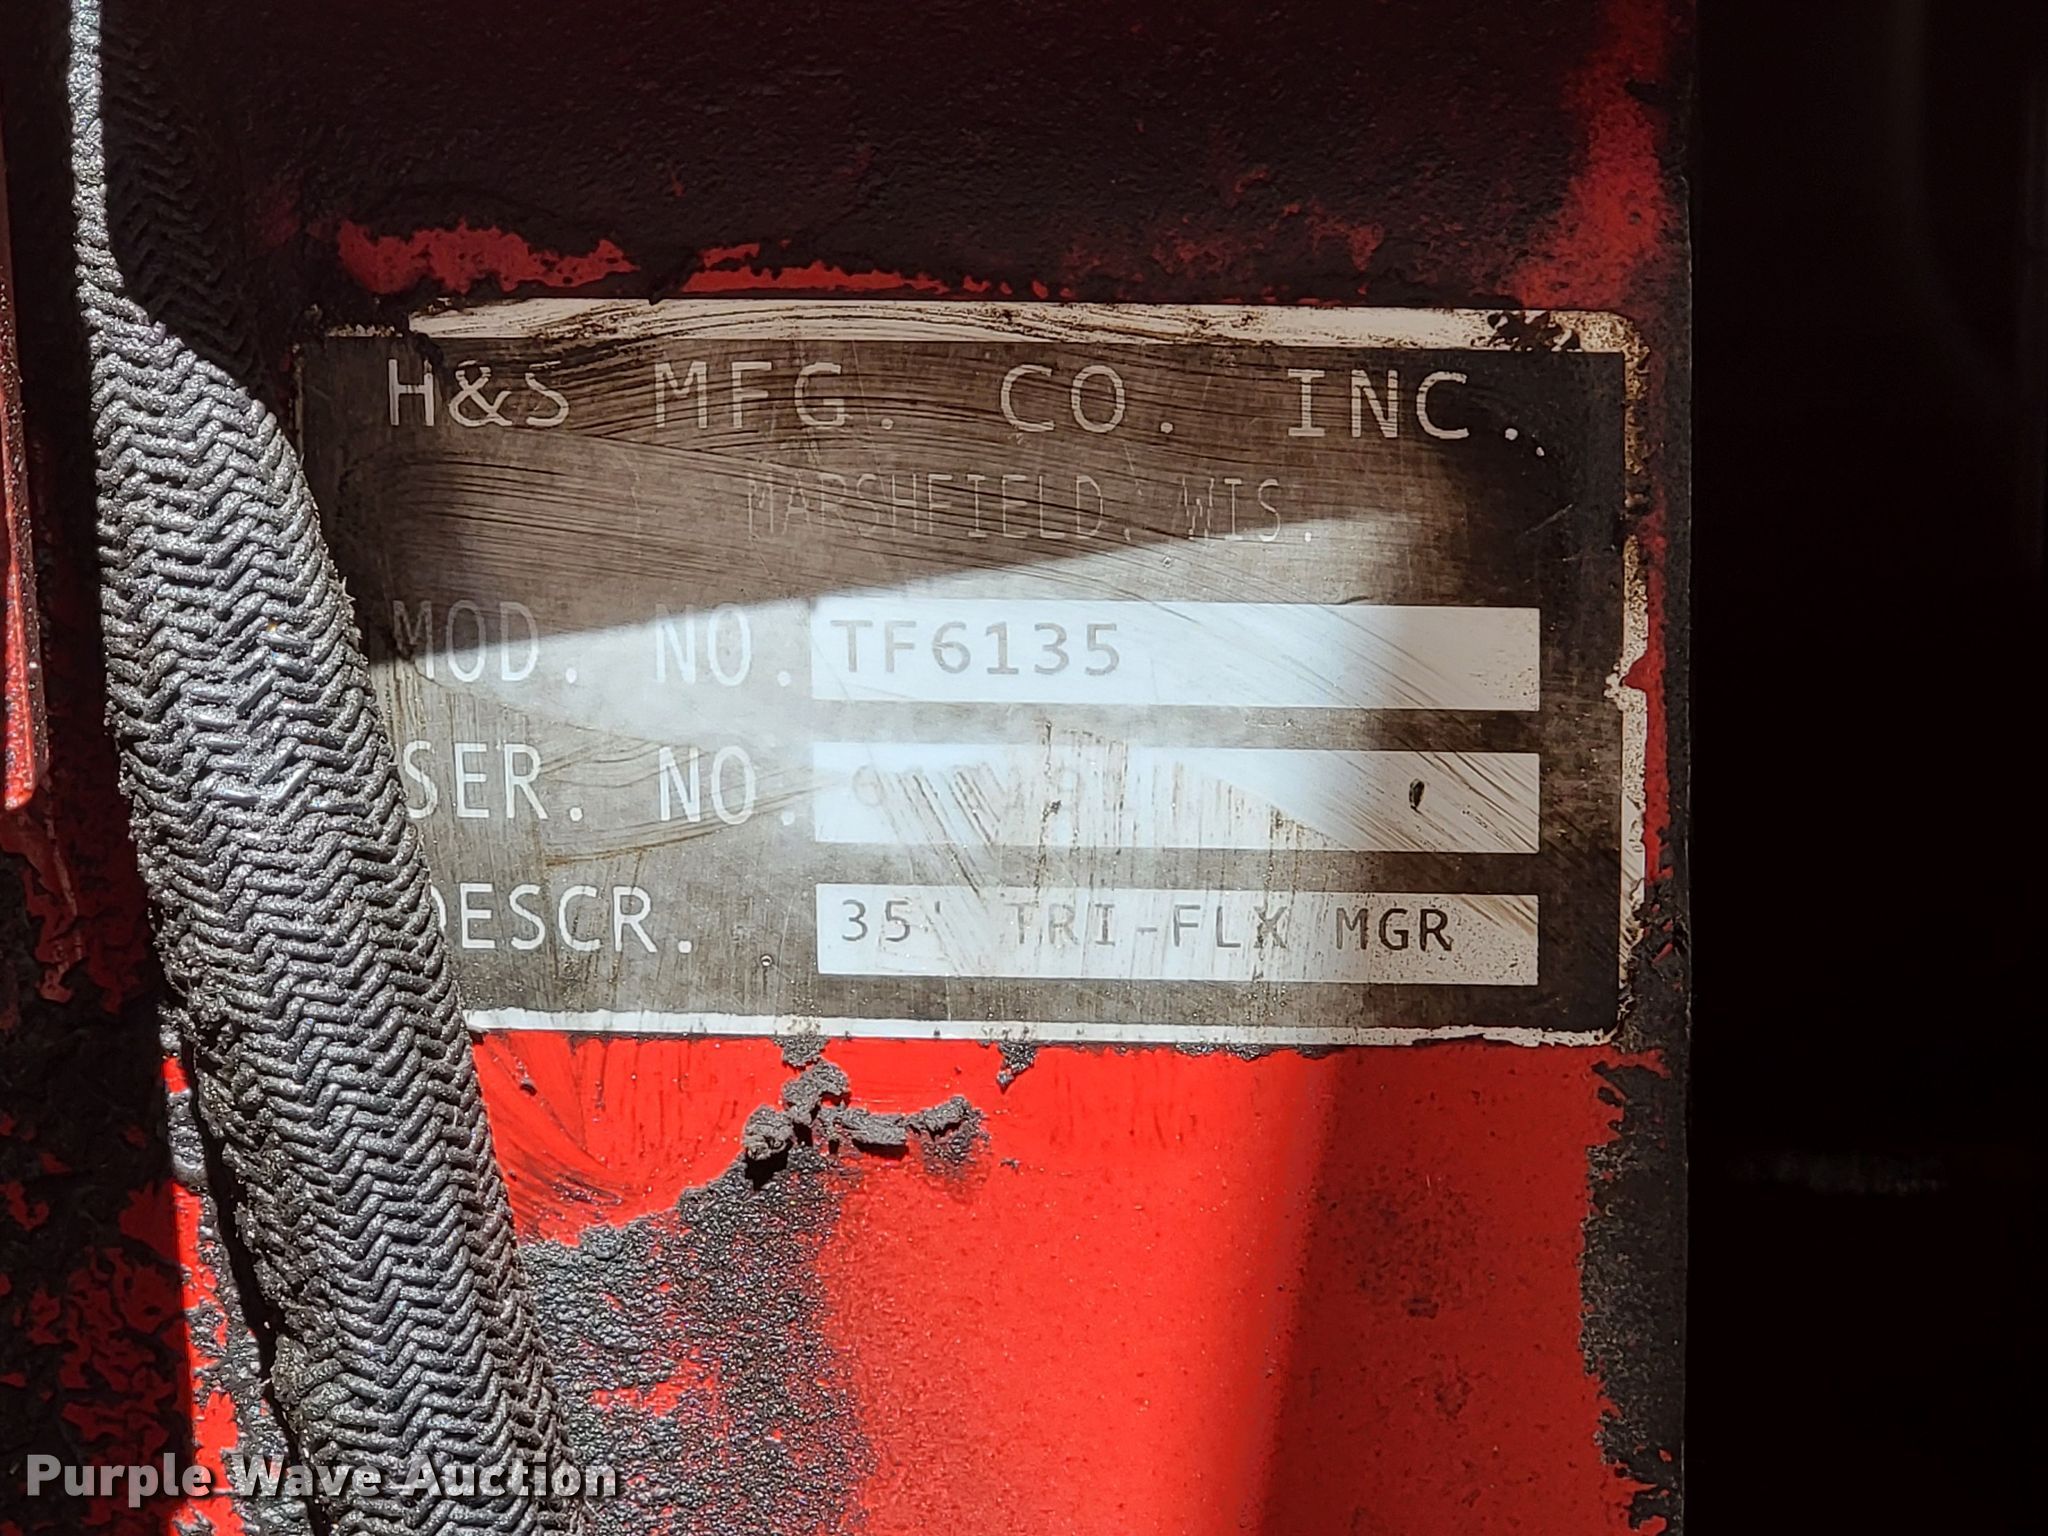 H&S MFG. CO. INC.
MARSHFIELD, WIS.
MOD. NO. TF6135
SER. NO.
DESCR. 35' TRI-FLX MGR
Purple Wave Auction